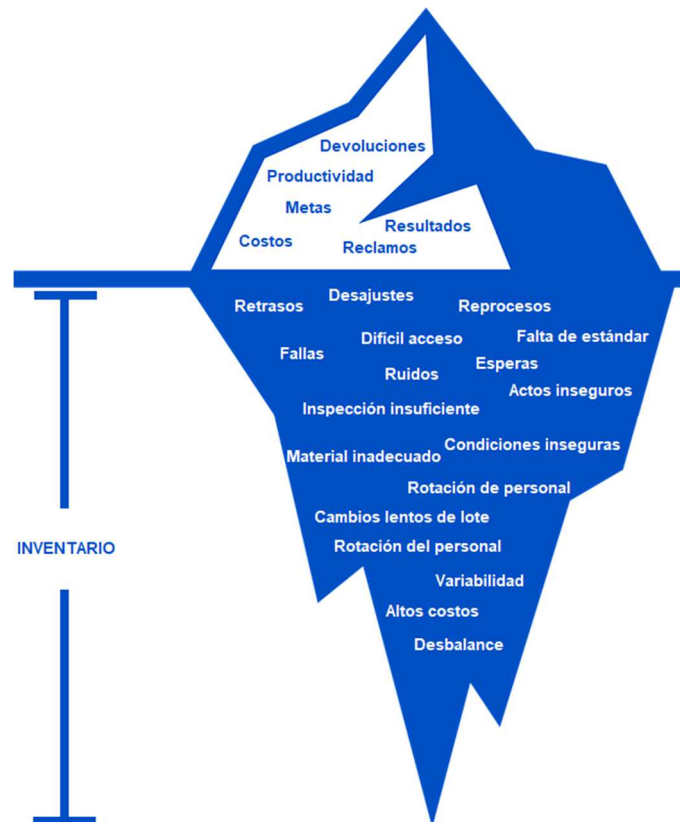 Devoluciones
Productividad
Metas
Resultados
Costos
Reclamos
Desajustes
Retrasos
Reprocesos
Difícil acceso
Falta de estándar
Fallas
Esperas
Ruidos
Actos inseguros
Inspección insuficiente
Condiciones inseguras
Material inadecuado
Rotación de personal
Cambios lentos de lote
INVENTARIO
Rotación del personal
Variabilidad
Altos costos
Desbalance